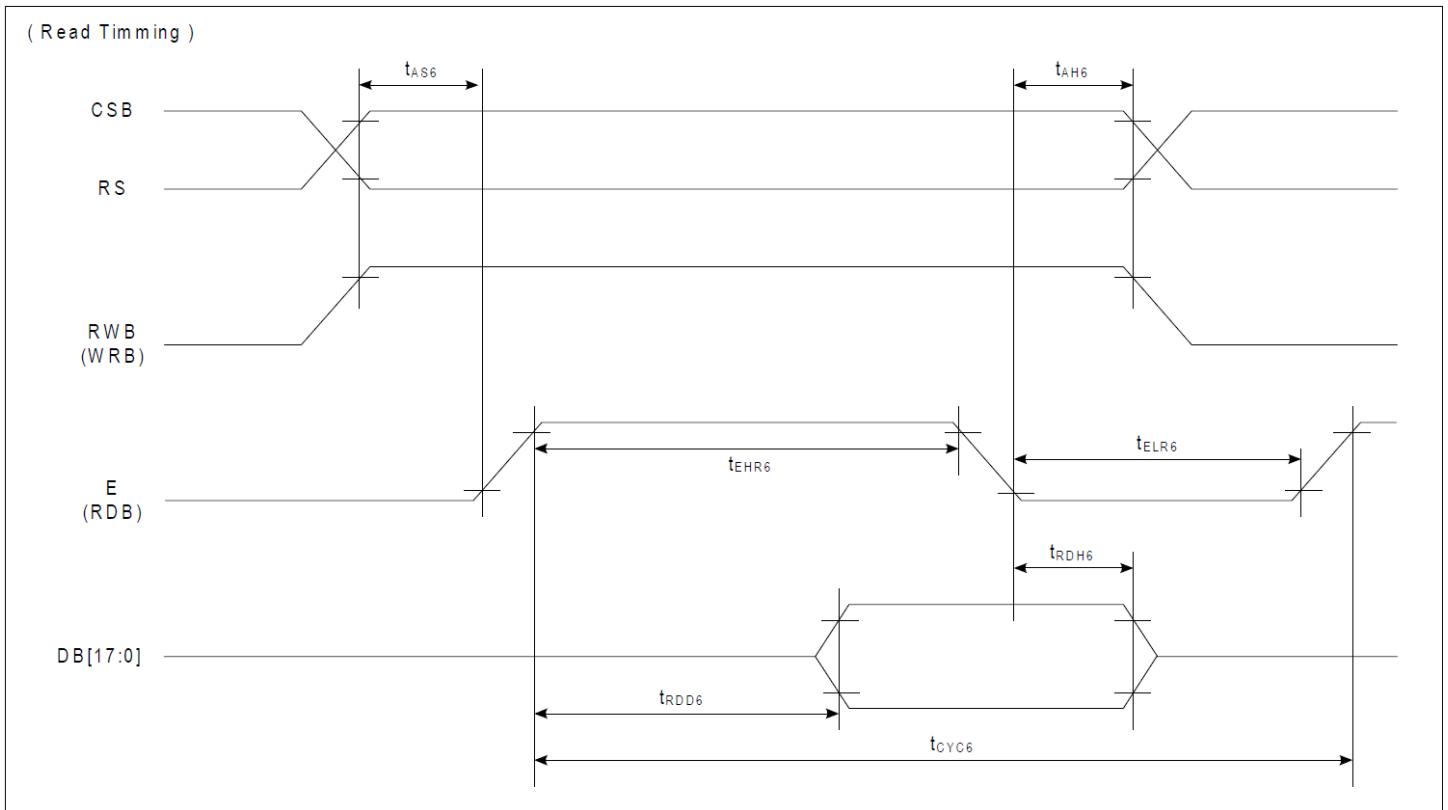 ( Read Timming )
tAS6
tAH6
CSB
RS
RWB
(WRB)
tEHR6
tELR6
E
(RDB)
tRDH6
DB[17:0]
tRDD6
tCYC6